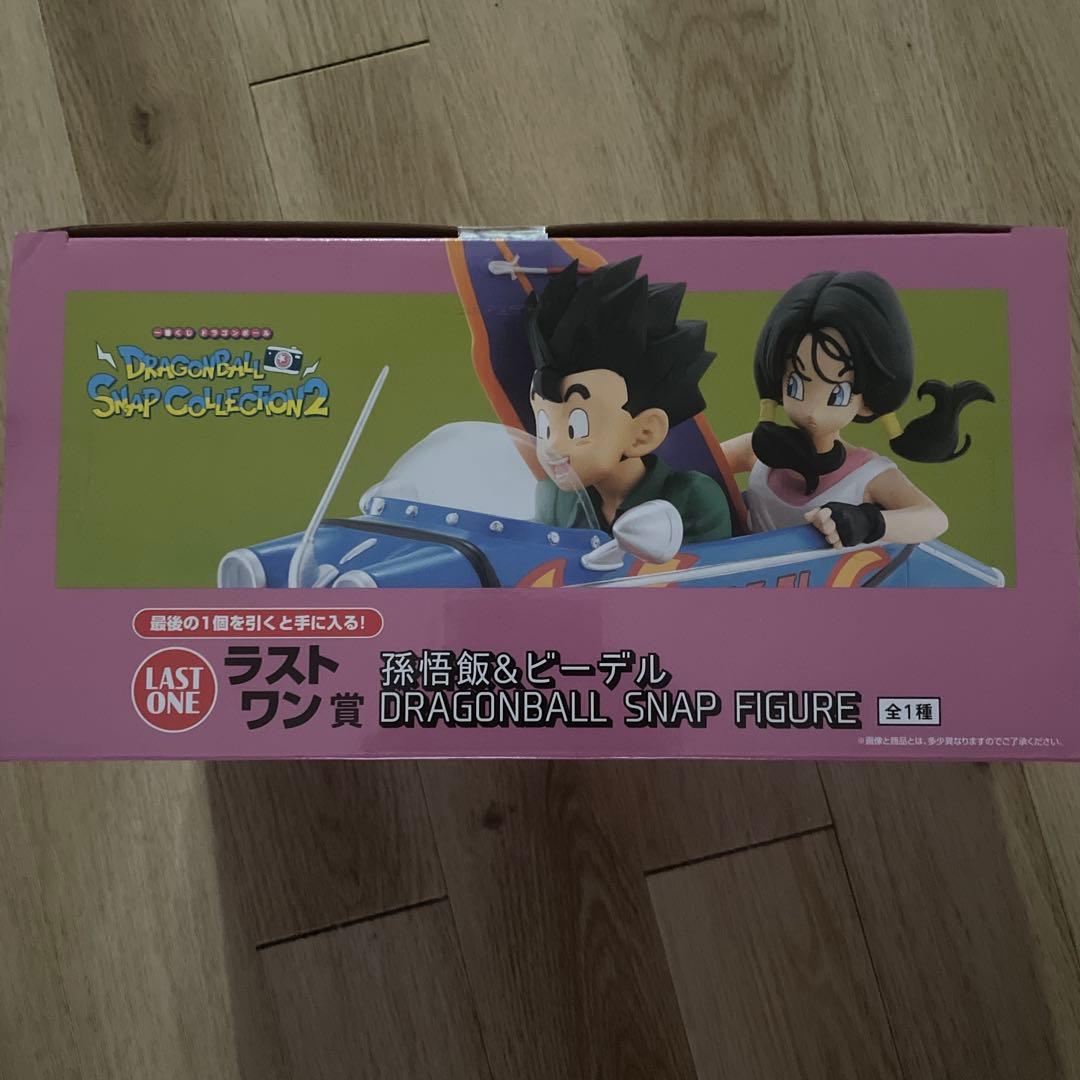 一番くじ ドラゴンボール
DRAGONBALL
SNAP COLLECTION2
最後の1個を引くと手に入る!
LAST ONE
ラストワン賞
孫悟飯&ビーデル
DRAGONBALL SNAP FIGURE 全1種
※画像と商品とは、多少異なりますのでご了承ください。